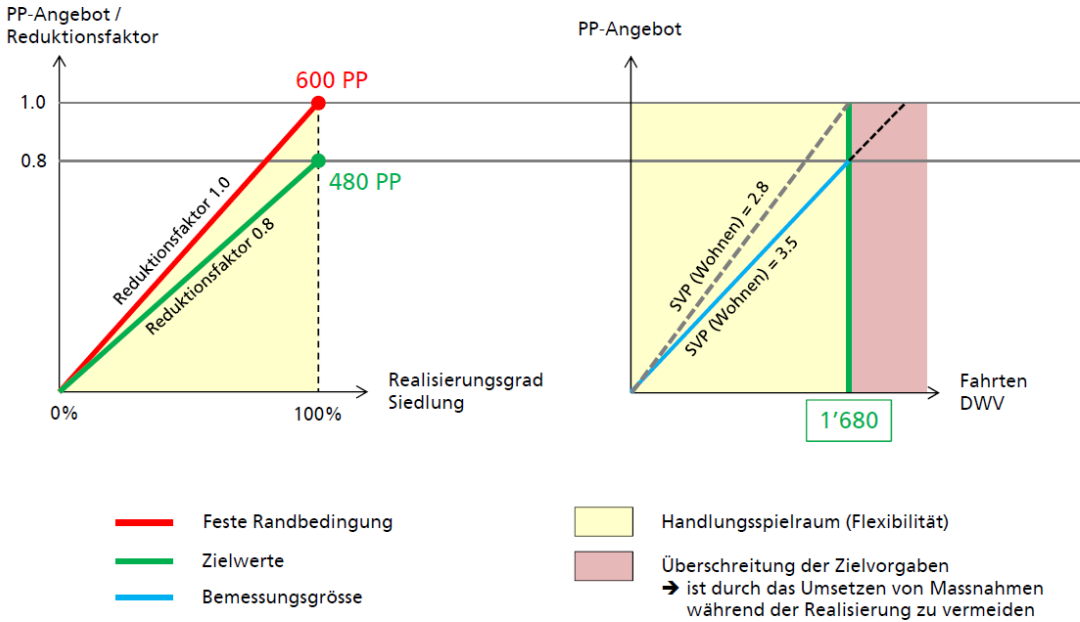 PP-Angebot /
Reduktionsfaktor
600 PP
1.0
0.8
480 PP
Reduktionsfaktor 1.0
Reduktionsfaktor 0.8
0%
100%
Realisierungsgrad
Siedlung
PP-Angebot
SVP (Wohnen) = 2.8
SVP (Wohnen) = 3.5
Fahrten
DWV
1'680
Feste Randbedingung
Zielwerte
Bemessungsgrösse
Handlungsspielraum (Flexibilität)
Überschreitung der Zielvorgaben
➔ ist durch das Umsetzen von Massnahmen
während der Realisierung zu vermeiden